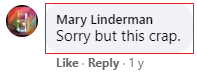 Mary Linderman
Sorry but this crap.
Like · Reply · 1 y